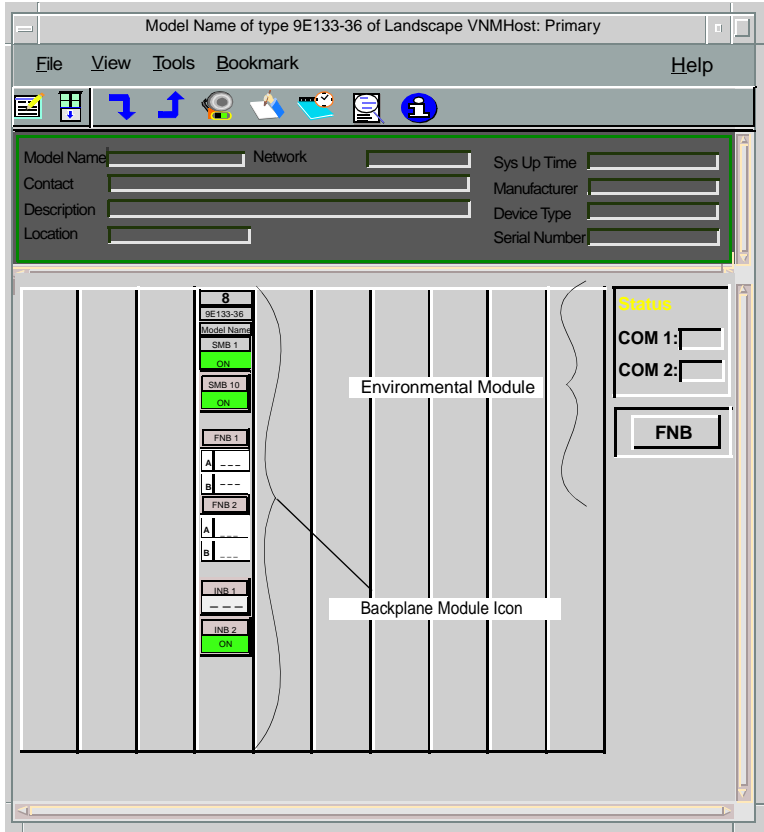 Model Name of type 9E133-36 of Landscape VNMHost: Primary
File View Tools Bookmark Help
Model Name Network Sys Up Time
Contact Manufacturer
Description Device Type
Location Serial Number
8
9E133-36
Model Name
SMB 1
ON
SMB 10
ON
FNB 1
A _ _ _
B _ _ _
FNB 2
A _ _ _
B _ _ _
INB 1
_ _ _
INB 2
ON
Environmental Module
Backplane Module Icon
Status
COM 1:
COM 2:
FNB